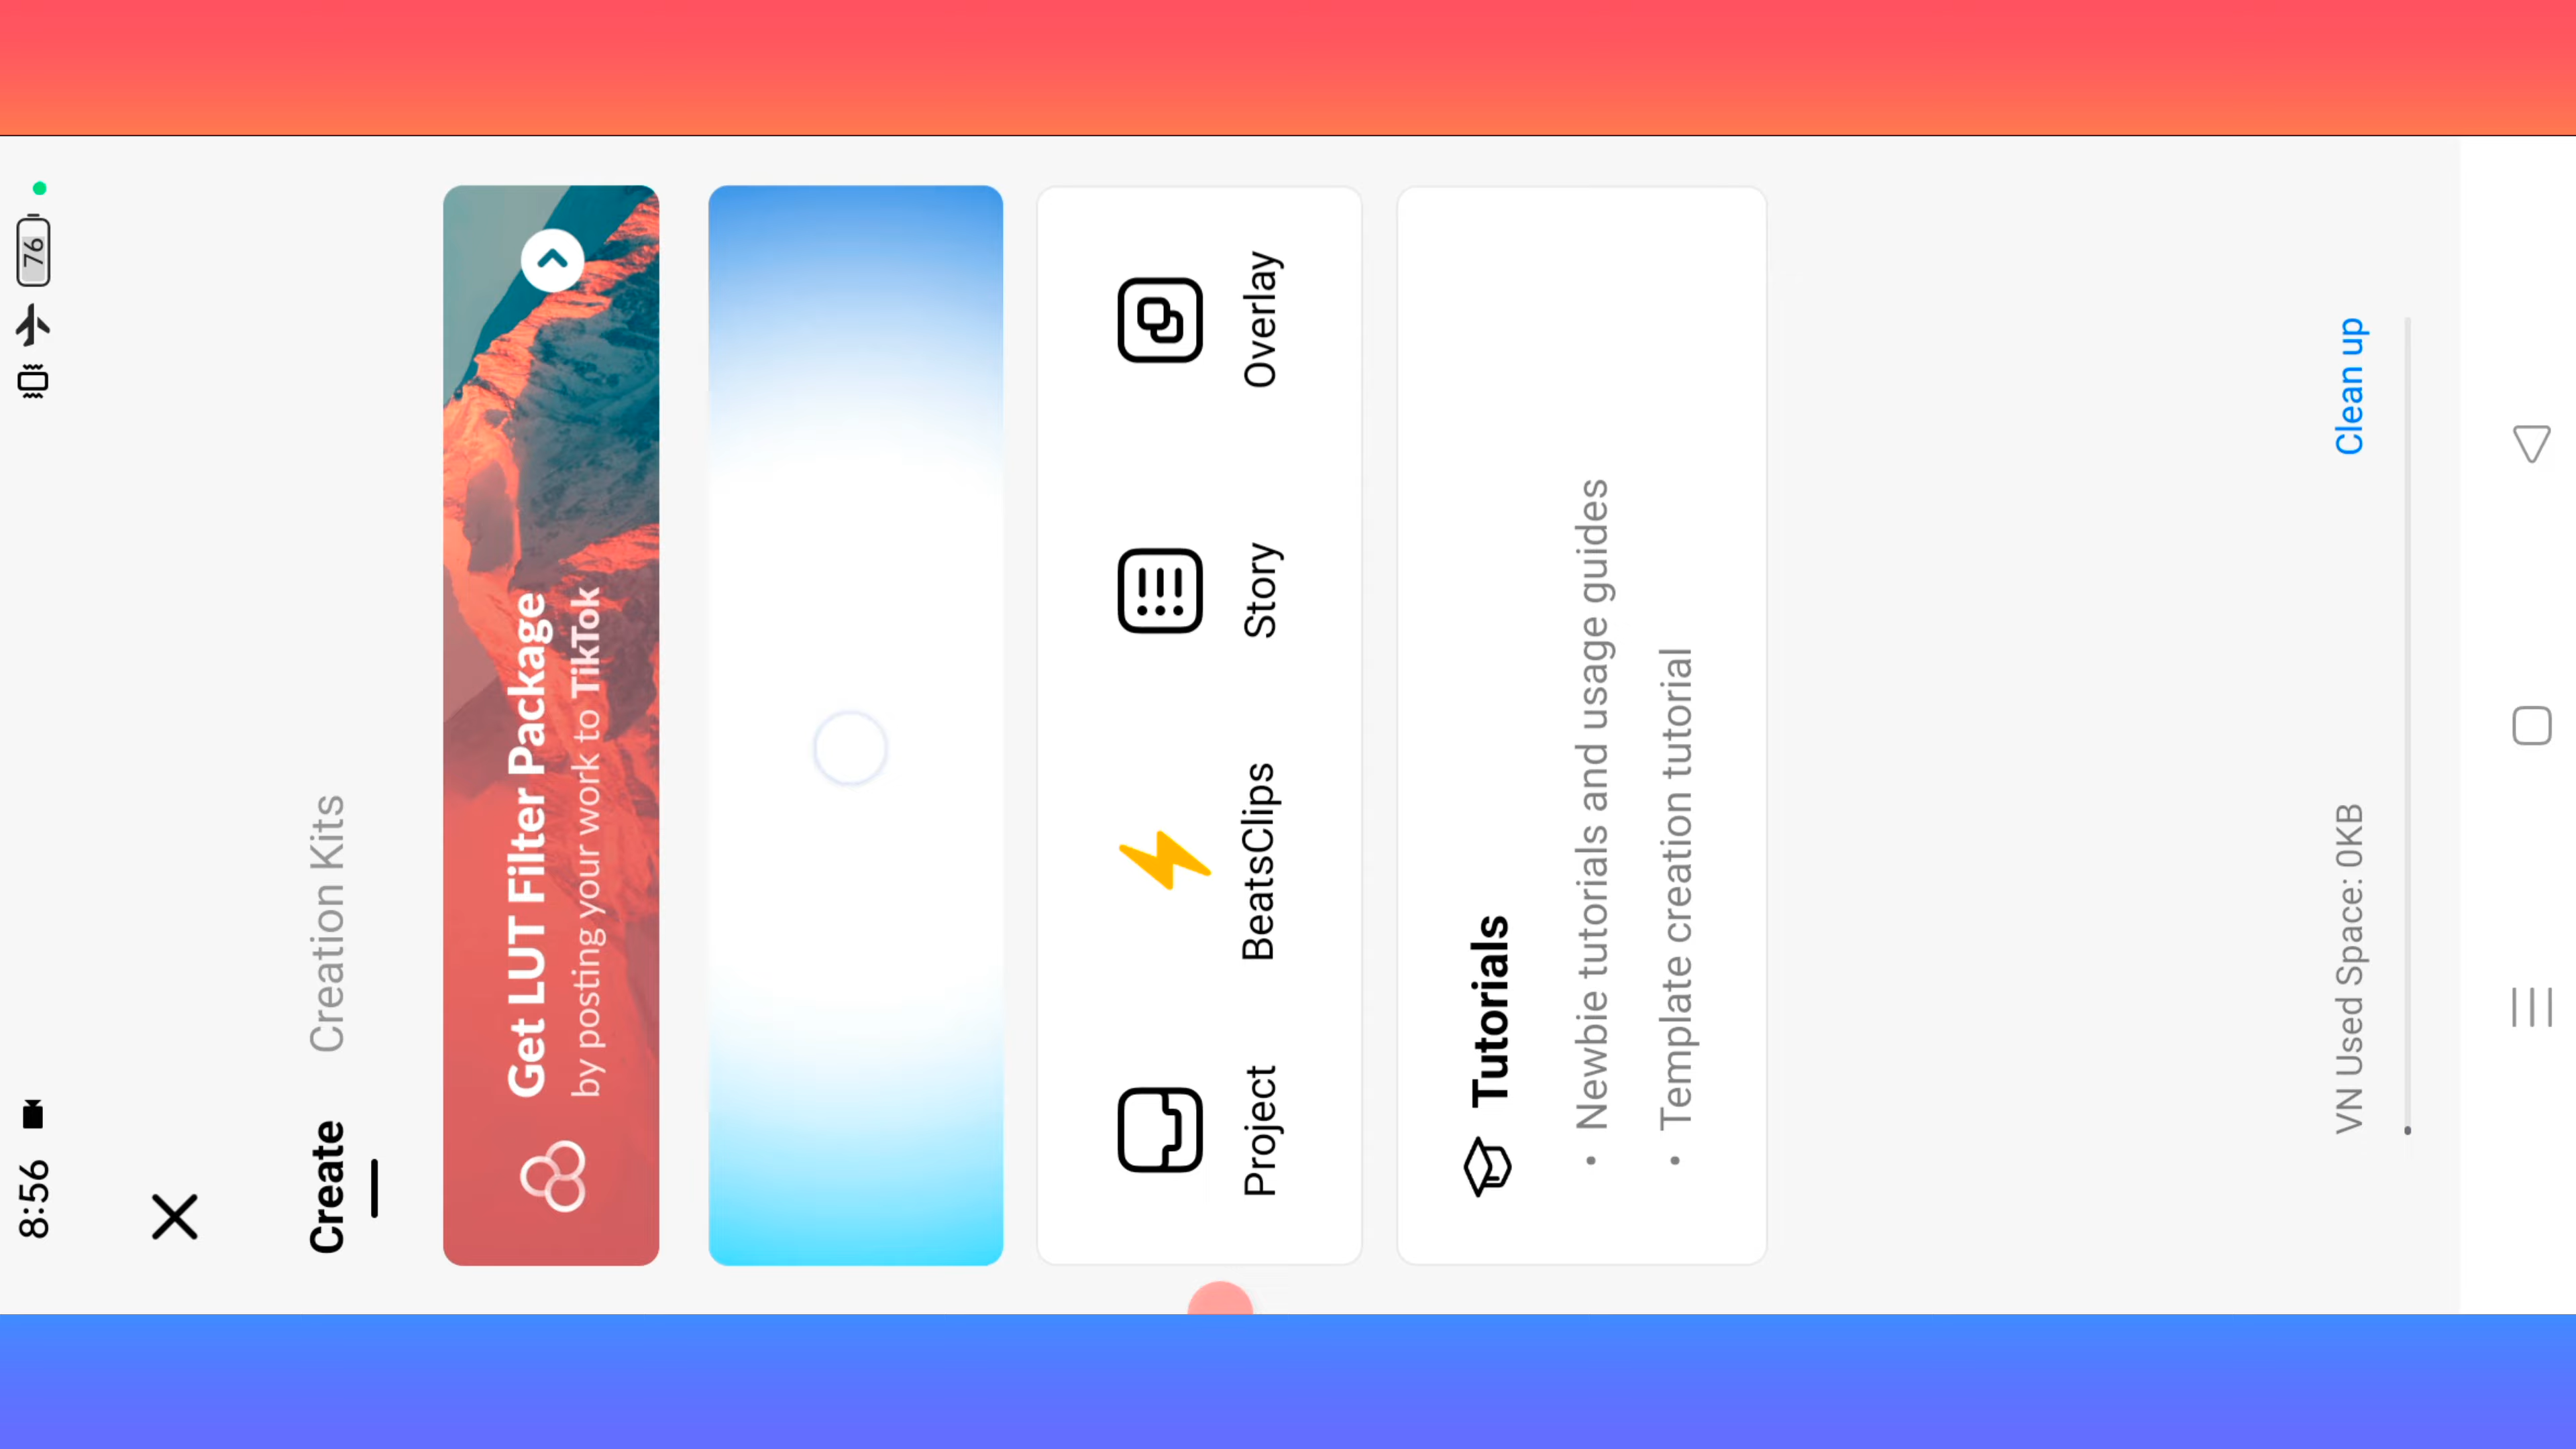 8:56
76
Create
Creation Kits
Get LUT Filter Package
by posting your work to TikTok
Project
BeatsClips
Story
Overlay
Tutorials
• Newbie tutorials and usage guides
• Template creation tutorial
VN Used Space: 0KB
Clean up